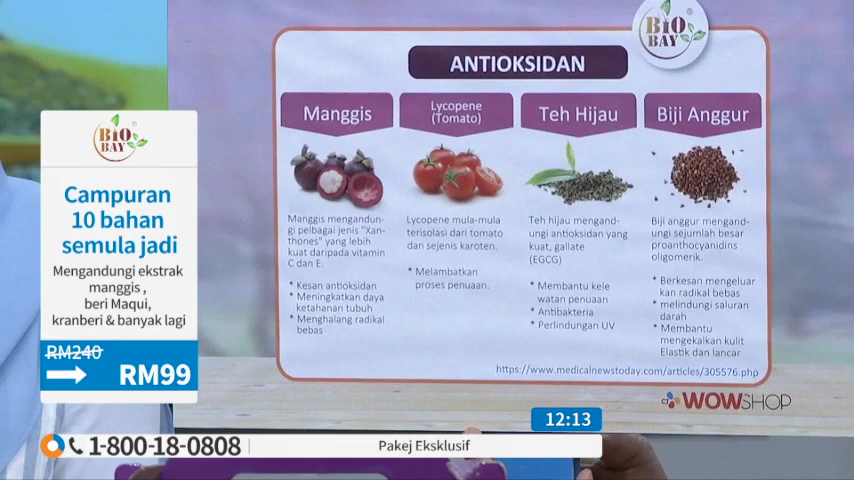 BIO
BAY
ANTIOKSIDAN
Manggis
Manggis mengandun-
gi pelbagai jenis "Xan-
thones" yang lebih
kuat daripada vitamin
C dan E.
* Kesan antioksidan
* Meningkatkan daya
ketahanan tubuh
* Menghalang radikal
bebas
Lycopene
(Tomato)
Lycopene mula-mula
terisolasi dari tomato
dan sejenis karoten.
* Melambatkan
proses penuaan.
Teh Hijau
Teh hijau mengand-
ungi antioksidan yang
kuat, gallate
(EGCG)
* Membantu kele
watan penuaan
* Antibakteria
* Perlindungan UV
Biji Anggur
Biji anggur mengand-
ungi sejumlah besar
proanthocyanidins
oligomerik.
* Berkesan mengeluar
kan radikal bebas
* melindungi saluran
darah
* Membantu
mengekalkan kulit
Elastik dan lancar
https://www.medicalnewstoday.com/articles/305576.php
BIO
BAY
Campuran
10 bahan
semula jadi
Mengandungi ekstrak
manggis ,
beri Maqui,
kranberi & banyak lagi
RM240
RM99
CJ WOWSHOP
12:13
1-800-18-0808
Pakej Eksklusif